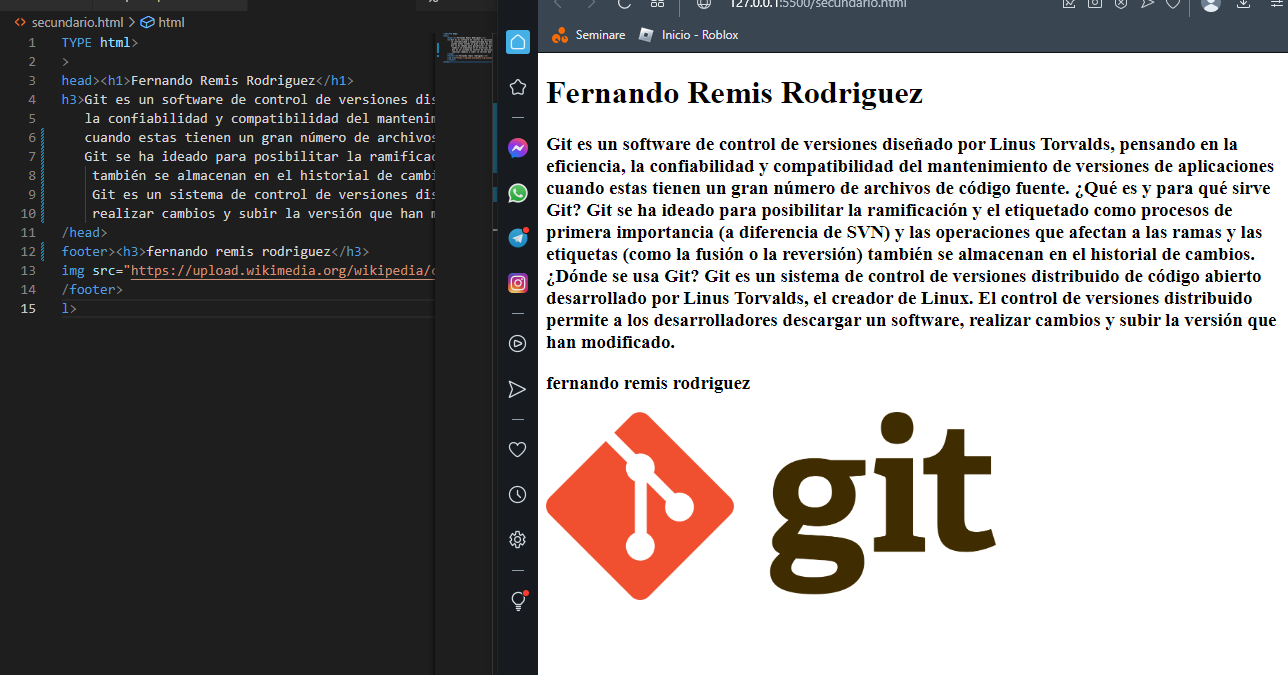 secundario.html > html
1 TYPE html>
2 >
3 head><h1>Fernando Remis Rodriguez</h1>
4 h3>Git es un software de control de versiones dis
5 la confiabilidad y compatibilidad del mantenim
6 cuando estas tienen un gran número de archivos
7 Git se ha ideado para posibilitar la ramificac
8 también se almacenan en el historial de cambi
9 Git es un sistema de control de versiones dis
10 realizar cambios y subir la versión que han m
11 /head>
12 footer><h3>fernando remis rodriguez</h3>
13 img src="https://upload.wikimedia.org/wikipedia/c
14 /footer>
15 l>
127.0.0.1:5500/secundario.html
Seminare
Inicio - Roblox
Fernando Remis Rodriguez
Git es un software de control de versiones diseñado por Linus Torvalds, pensando en la
eficiencia, la confiabilidad y compatibilidad del mantenimiento de versiones de aplicaciones
cuando estas tienen un gran número de archivos de código fuente. ¿Qué es y para qué sirve
Git? Git se ha ideado para posibilitar la ramificación y el etiquetado como procesos de
primera importancia (a diferencia de SVN) y las operaciones que afectan a las ramas y las
etiquetas (como la fusión o la reversión) también se almacenan en el historial de cambios.
¿Dónde se usa Git? Git es un sistema de control de versiones distribuido de código abierto
desarrollado por Linus Torvalds, el creador de Linux. El control de versiones distribuido
permite a los desarrolladores descargar un software, realizar cambios y subir la versión que
han modificado.
fernando remis rodriguez
git